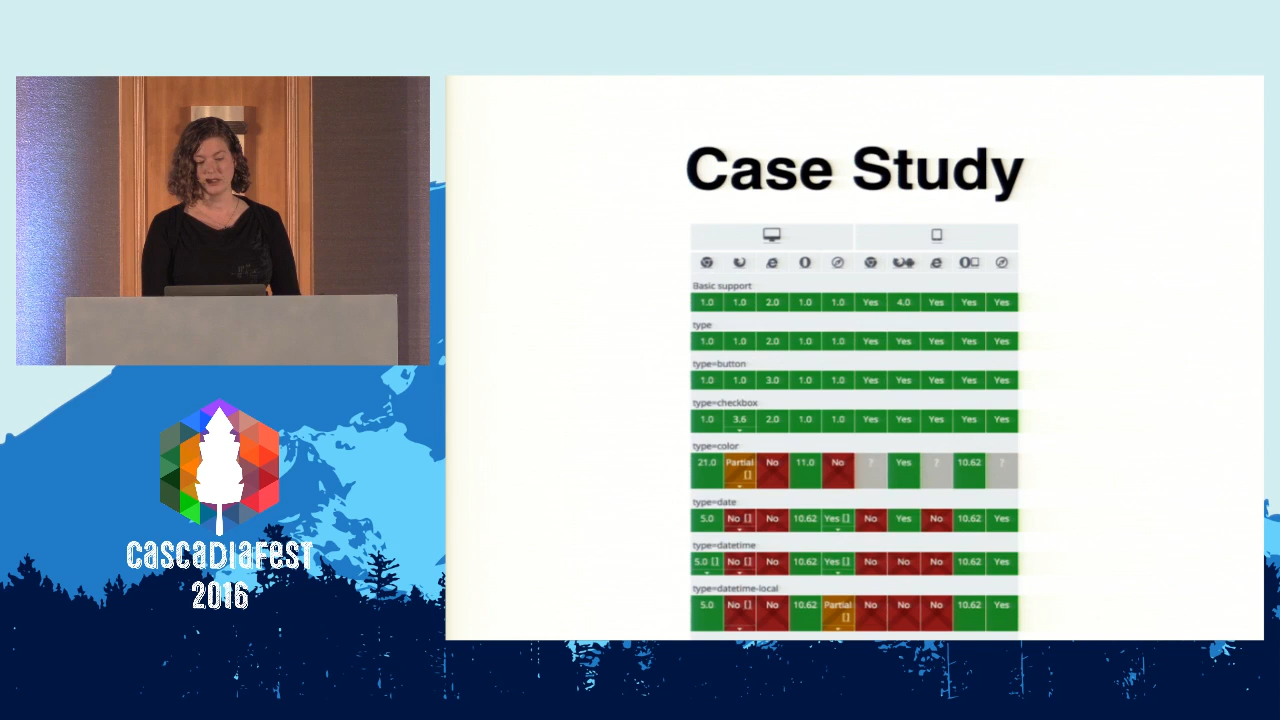 Case Study
Basic support
1.0 1.0 2.0 1.0 1.0 Yes 4.0 Yes Yes Yes
type
1.0 1.0 2.0 1.0 1.0 Yes Yes Yes Yes Yes
type=button
1.0 1.0 3.0 1.0 1.0 Yes Yes Yes Yes Yes
type=checkbox
1.0 3.6 2.0 1.0 1.0 Yes Yes Yes Yes Yes
type=color
21.0 Partial [] No 11.0 No ? Yes ? 10.62 ?
type=date
5.0 No [] No 10.62 Yes [] No Yes No 10.62 Yes
type=datetime
5.0 [] No [] No 10.62 Yes [] No No No 10.62 Yes
type=datetime-local
5.0 No [] No 10.62 Partial [] No No No 10.62 Yes
CASCADIAFEST
2016